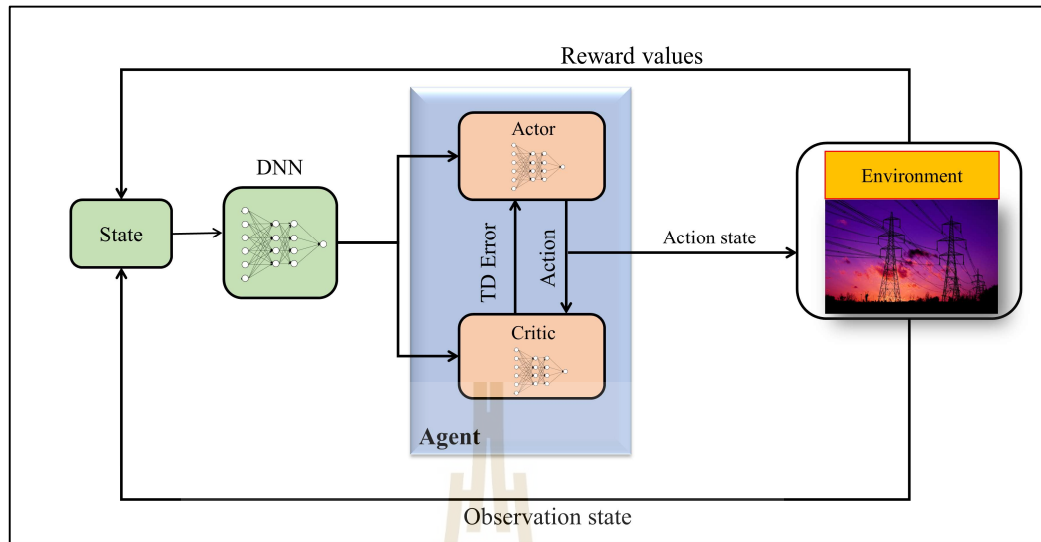 Reward values
Actor
DNN
Environment
State
TD Error
Action
Action state
Critic
Agent
Observation state